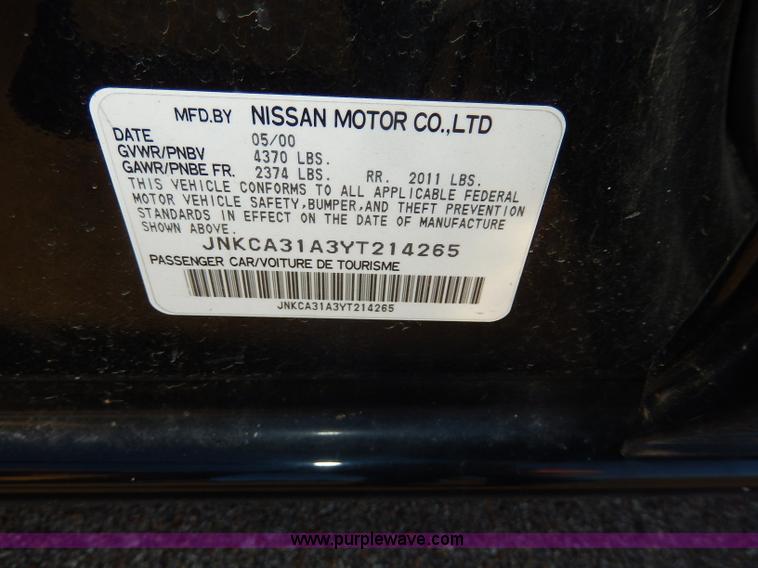 MFD.BY NISSAN MOTOR CO.,LTD
DATE 05/00
GVWR/PNBV 4370 LBS.
GAWR/PNBE FR. 2374 LBS. RR. 2011 LBS.
THIS VEHICLE CONFORMS TO ALL APPLICABLE FEDERAL
MOTOR VEHICLE SAFETY,BUMPER,AND THEFT PREVENTION
STANDARDS IN EFFECT ON THE DATE OF MANUFACTURE
SHOWN ABOVE.
JNKCA31A3YT214265
PASSENGER CAR/VOITURE DE TOURISME
JNKCA31A3YT214265
www.purplewave.com